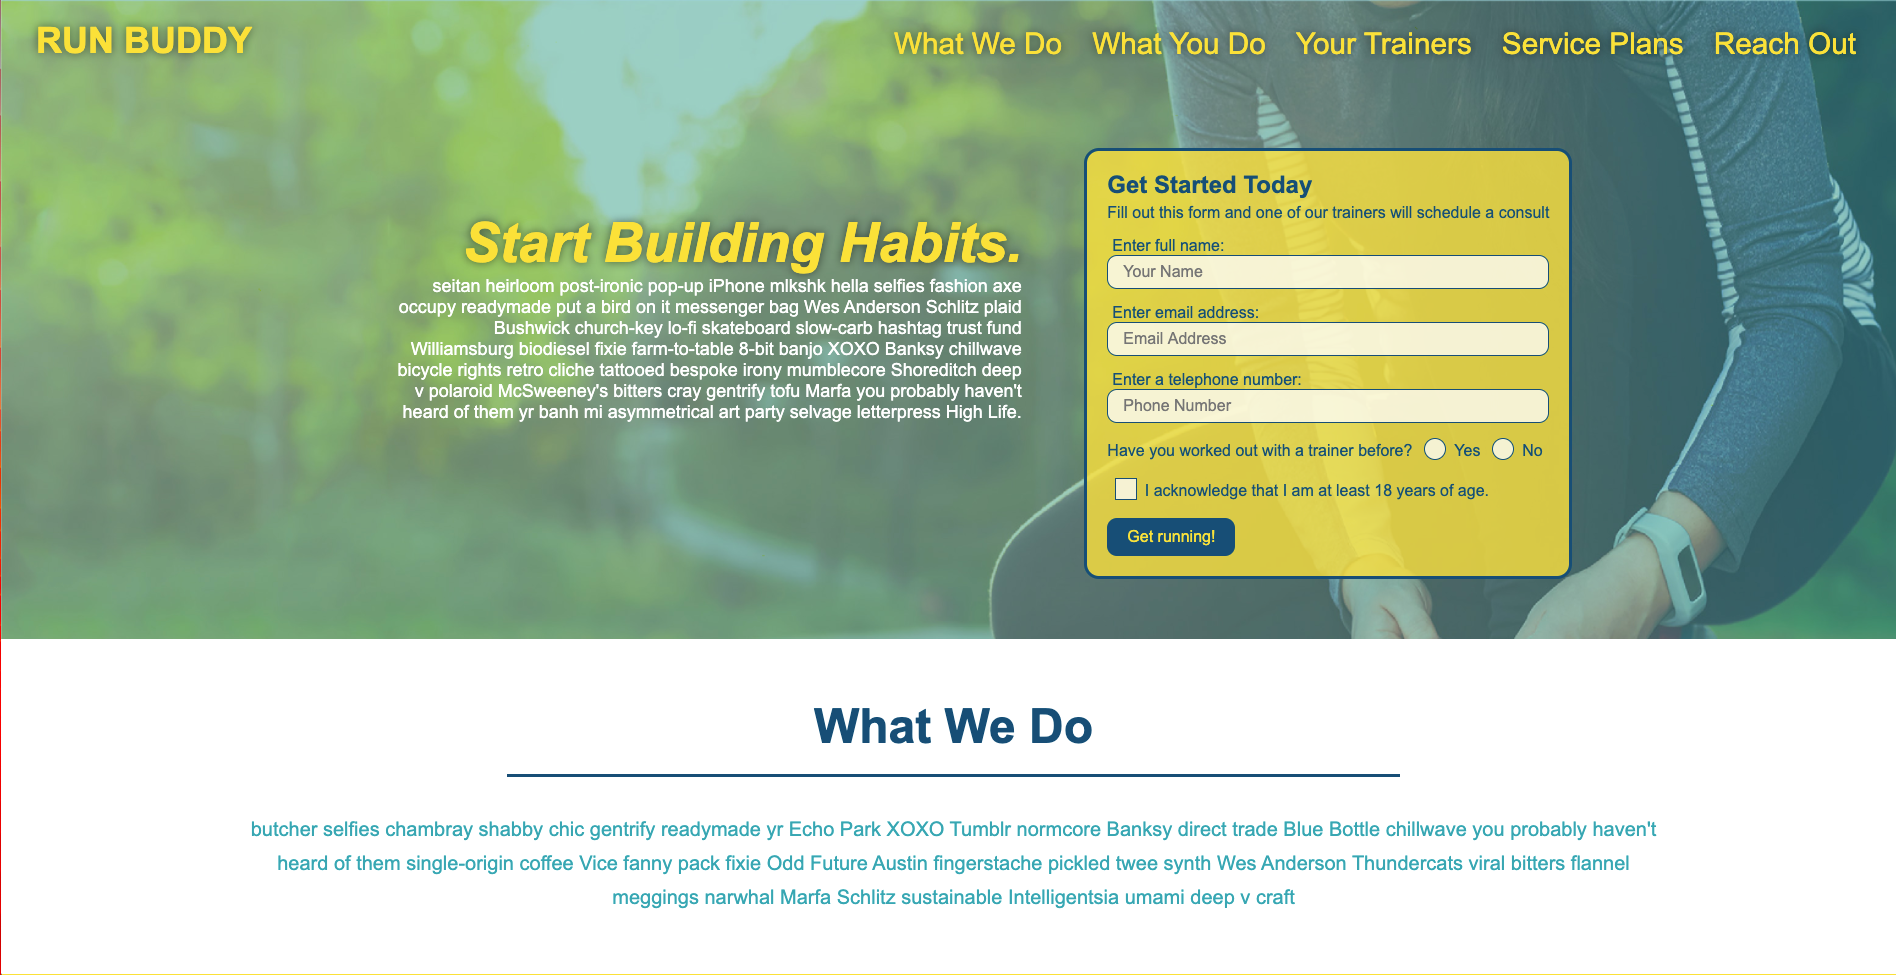 RUN BUDDY
What We Do
What You Do
Your Trainers
Service Plans
Reach Out
Start Building Habits.
seitan heirloom post-ironic pop-up iPhone mlkshk hella selfies fashion axe
occupy readymade put a bird on it messenger bag Wes Anderson Schlitz plaid
Bushwick church-key lo-fi skateboard slow-carb hashtag trust fund
Williamsburg biodiesel fixie farm-to-table 8-bit banjo XOXO Banksy chillwave
bicycle rights retro cliche tattooed bespoke irony mumblecore Shoreditch deep
v polaroid McSweeney's bitters cray gentrify tofu Marfa you probably haven't
heard of them yr banh mi asymmetrical art party selvage letterpress High Life.
Get Started Today
Fill out this form and one of our trainers will schedule a consult
Enter full name:
Your Name
Enter email address:
Email Address
Enter a telephone number:
Phone Number
Have you worked out with a trainer before? Yes No
I acknowledge that I am at least 18 years of age.
Get running!
What We Do
butcher selfies chambray shabby chic gentrify readymade yr Echo Park XOXO Tumblr normcore Banksy direct trade Blue Bottle chillwave you probably haven't
heard of them single-origin coffee Vice fanny pack fixie Odd Future Austin fingerstache pickled twee synth Wes Anderson Thundercats viral bitters flannel
meggings narwhal Marfa Schlitz sustainable Intelligentsia umami deep v craft